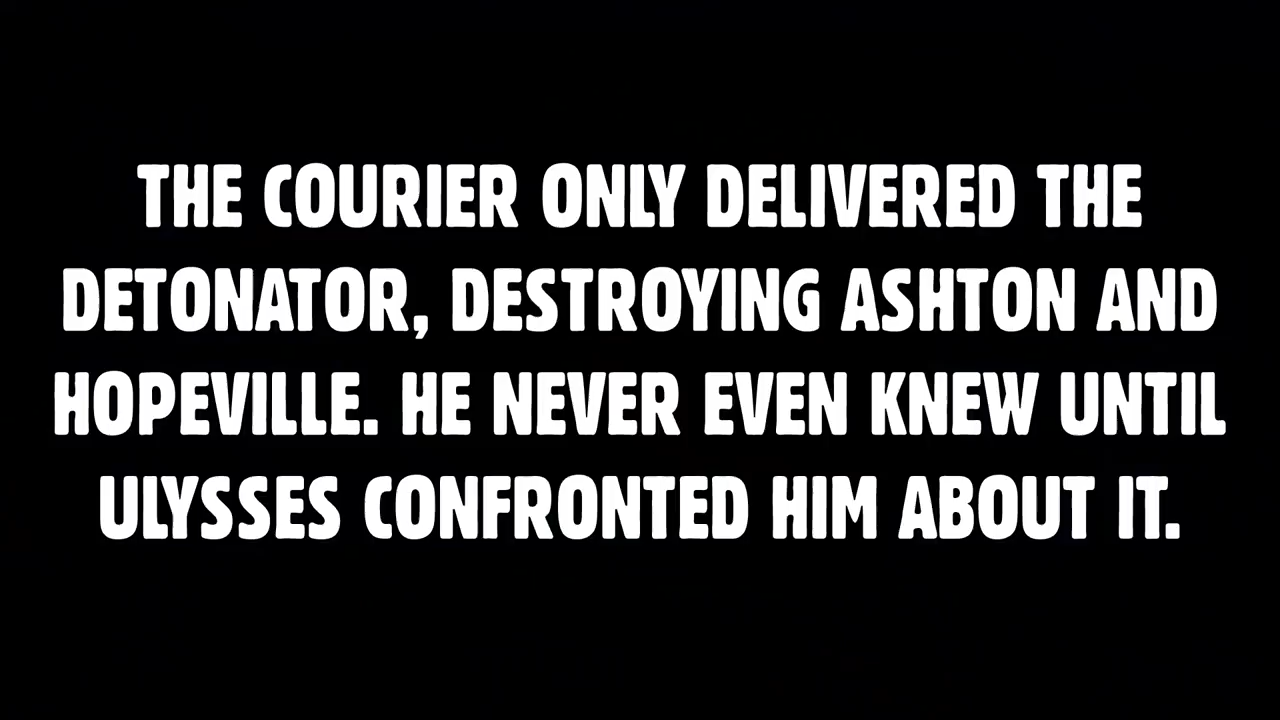 THE COURIER ONLY DELIVERED THE
DETONATOR, DESTROYING ASHTON AND
HOPEVILLE. HE NEVER EVEN KNEW UNTIL
ULYSSES CONFRONTED HIM ABOUT IT.